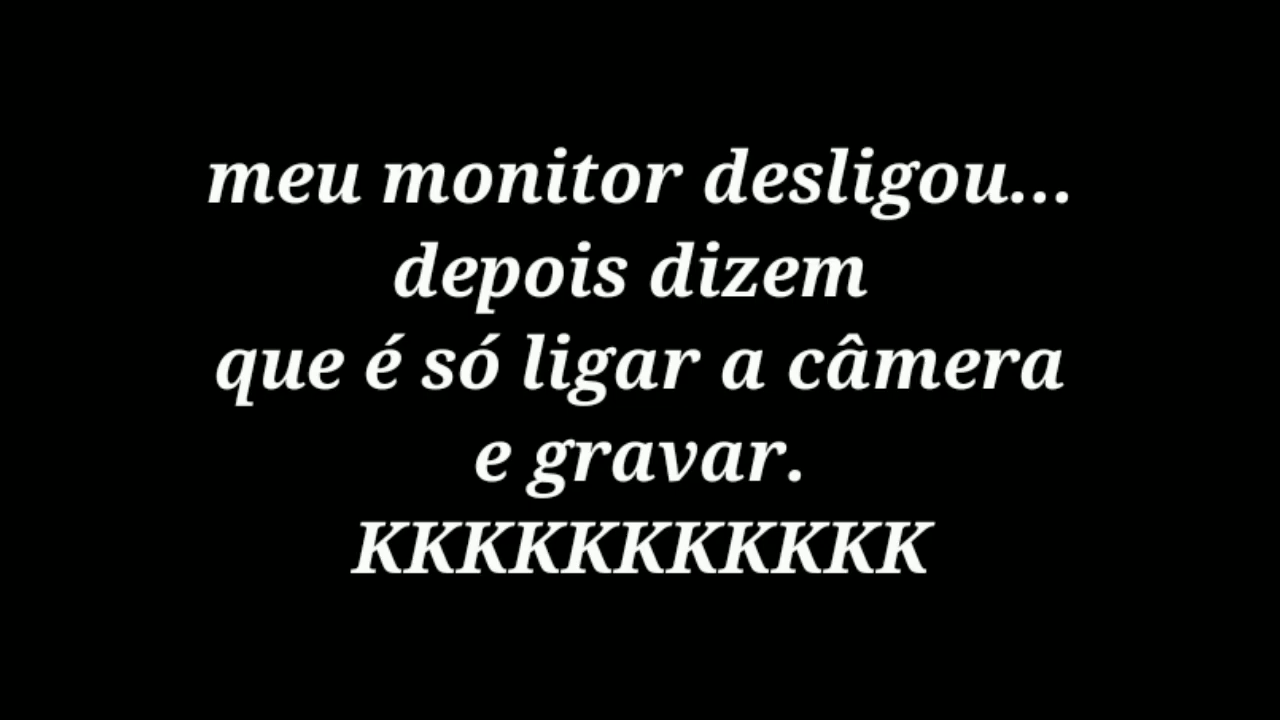 meu monitor desligou...
depois dizem
que é só ligar a câmera
e gravar.
KKKKKKKKKKK